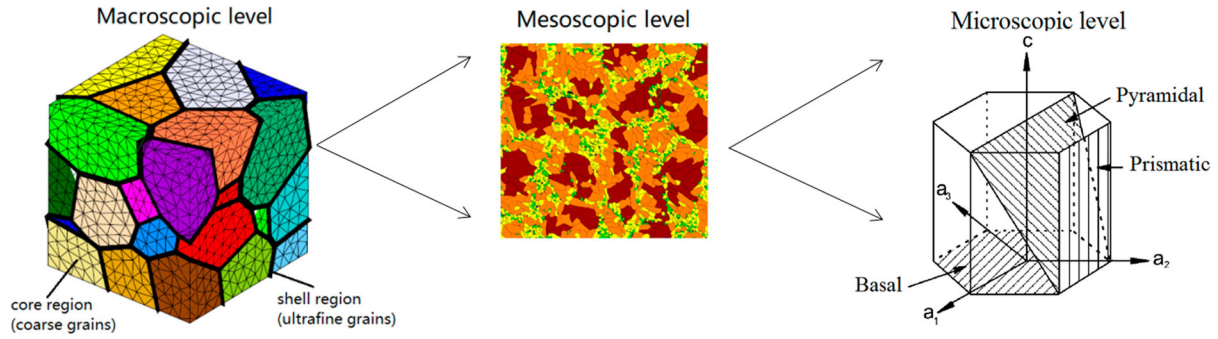 Macroscopic level
Mesoscopic level
Microscopic level
c
Pyramidal
Prismatic
a3
a2
Basal
a1
core region
(coarse grains)
shell region
(ultrafine grains)